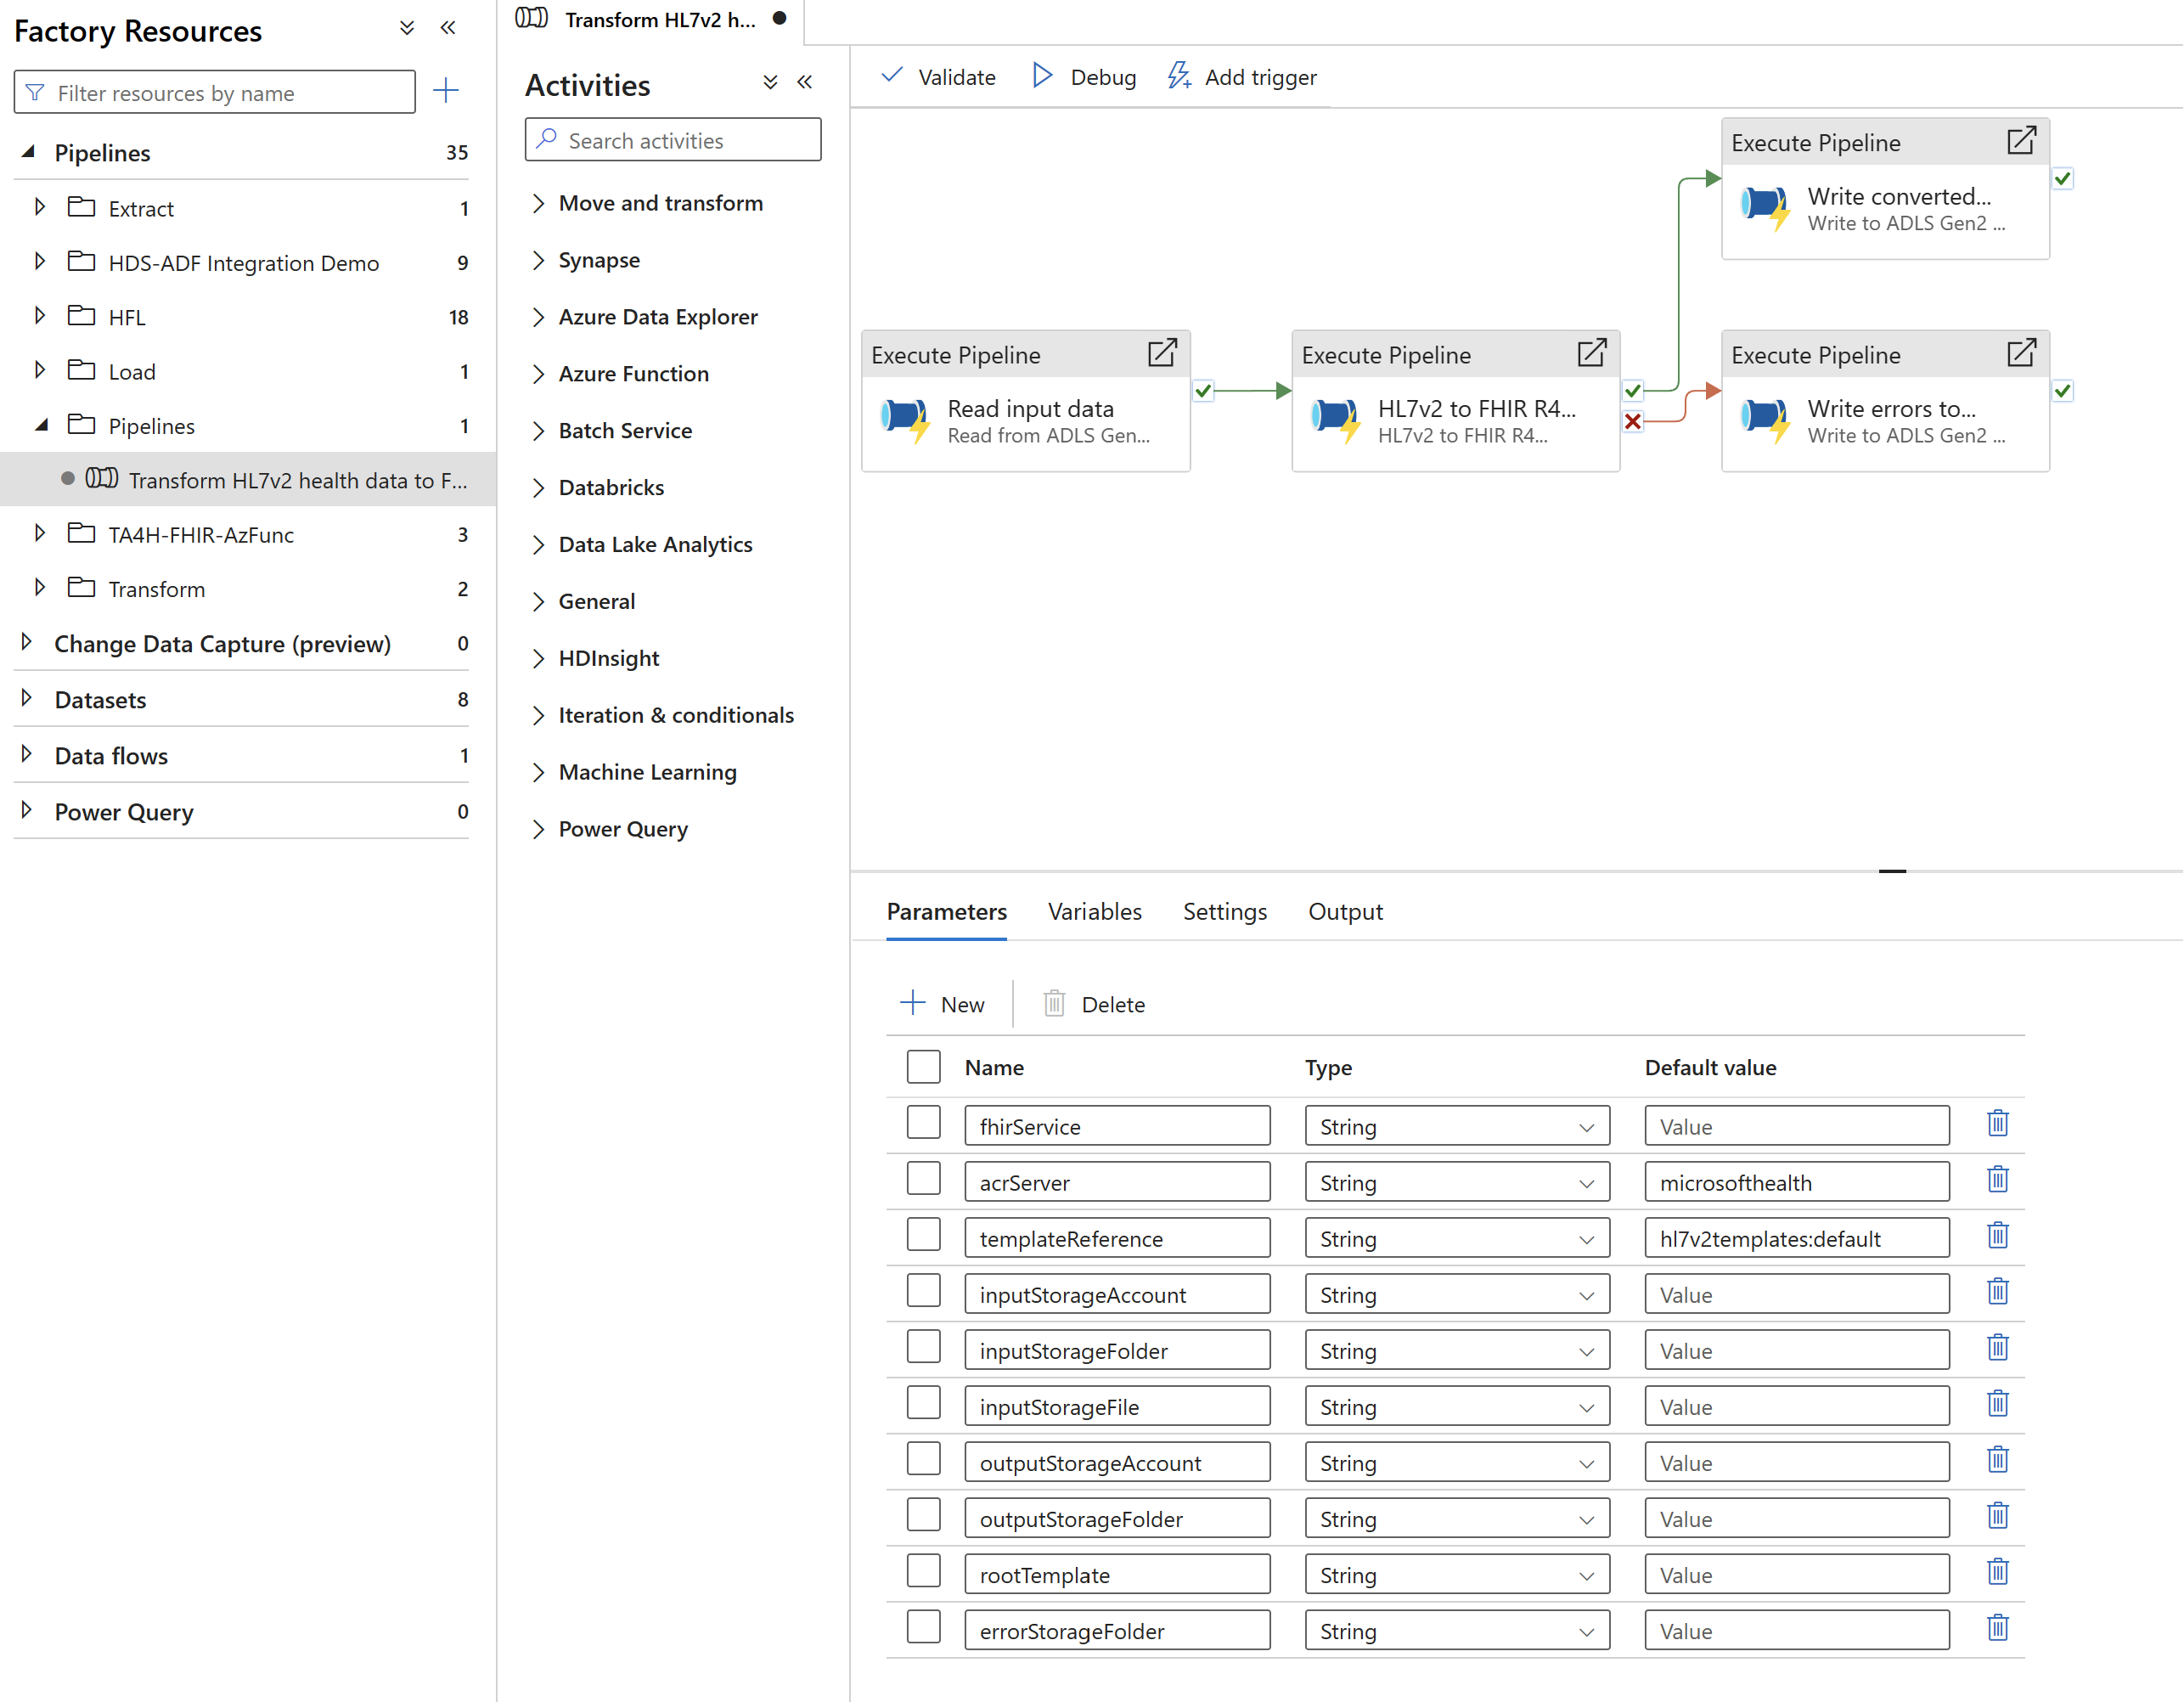 Factory Resources
Filter resources by name
Pipelines 35
Extract 1
HDS-ADF Integration Demo 9
HFL 18
Load 1
Pipelines 1
Transform HL7v2 health data to F...
TA4H-FHIR-AzFunc 3
Transform 2
Change Data Capture (preview) 0
Datasets 8
Data flows 1
Power Query 0
Transform HL7v2 h...
Activities
Search activities
Move and transform
Synapse
Azure Data Explorer
Azure Function
Batch Service
Databricks
Data Lake Analytics
General
HDInsight
Iteration & conditionals
Machine Learning
Power Query
Validate Debug Add trigger
Execute Pipeline
Write converted...
Write to ADLS Gen2 ...
Execute Pipeline
Read input data
Read from ADLS Gen...
Execute Pipeline
HL7v2 to FHIR R4...
HL7v2 to FHIR R4...
Execute Pipeline
Write errors to...
Write to ADLS Gen2 ...
Parameters Variables Settings Output
New Delete
Name Type Default value
fhirService String Value
acrServer String microsofthealth
templateReference String hl7v2templates:default
inputStorageAccount String Value
inputStorageFolder String Value
inputStorageFile String Value
outputStorageAccount String Value
outputStorageFolder String Value
rootTemplate String Value
errorStorageFolder String Value